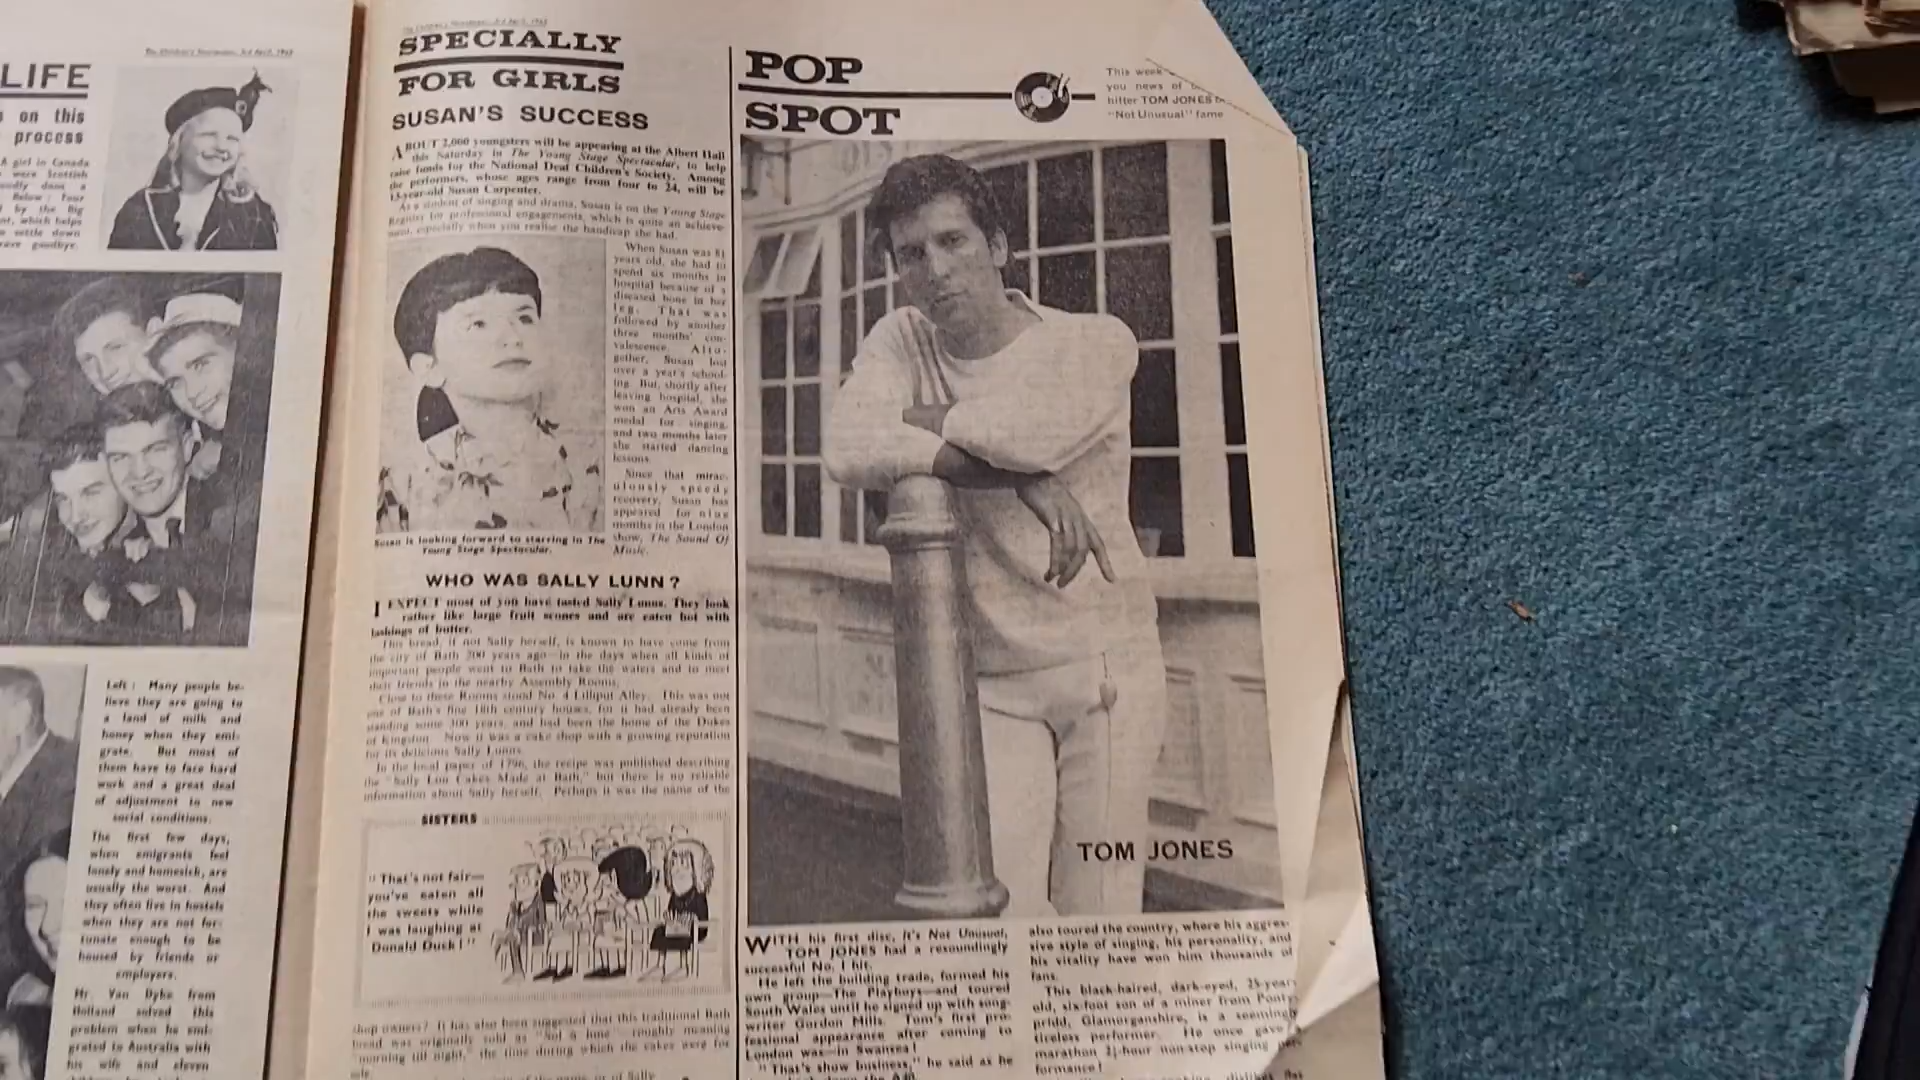 The Children's Newspaper, 3rd April, 1965
LIFE
s on this
process
A girl in Canada
were Scottish
proudly dons a
Below: Four
by the Big
nt, which helps
settle down
wave goodbye.
Left: Many people be-
lieve they are going to
a land of milk and
honey when they emi-
grate. But most of
them have to face hard
work and a great deal
of adjustment to new
social conditions.
The first few days,
when emigrants feel
lonely and homesick, are
usually the worst. And
they often live in hostels
when they are not for-
tunate enough to be
housed by friends or
employers.
Mr. Van Dyke from
Holland solved this
problem when he emi-
grated to Australia with
his wife and eleven
SPECIALLY
FOR GIRLS
SUSAN'S SUCCESS
ABOUT 2,000 youngsters will be appearing at the Albert Hall
this Saturday in The Young Stage Spectacular, to help
raise funds for the National Deaf Children's Society. Among
the performers, whose ages range from four to 24, will be
13-year-old Susan Carpenter.
As a student of singing and drama, Susan is on the Young Stage
Register for professional engagements, which is quite an achieve-
ment, especially when you realise the handicap she had.
When Susan was 8½
years old, she had to
spend six months in
hospital because of a
diseased bone in her
leg. That was
followed by another
three months' con-
valescence. Alto-
gether, Susan lost
over a year's school-
ing. But, shortly after
leaving hospital, she
won an Arts Award
medal for singing,
and two months later
she started dancing
lessons.
Since that mirac-
ulously speedy
recovery, Susan has
appeared for nine
months in the London
show, The Sound Of
Music.
Susan is looking forward to starring in The
Young Stage Spectacular.
WHO WAS SALLY LUNN?
I EXPECT most of you have tasted Sally Lunns. They look
rather like large fruit scones and are eaten hot with
lashings of butter.
This bread, if not Sally herself, is known to have come from
the city of Bath 200 years ago—in the days when all kinds of
important people went to Bath to take the waters and to meet
their friends in the nearby Assembly Rooms.
Close to these Rooms stood No. 4 Lilliput Alley. This was not
one of Bath's fine 18th century houses, for it had already been
standing some 300 years, and had been the home of the Dukes
of Kingston. Now it was a cake shop with a growing reputation
for its delicious Sally Lunns.
In the local paper of 1796, the recipe was published describing
the "Sally Lun Cakes Made at Bath," but there is no reliable
information about Sally herself. Perhaps it was the name of the
SISTERS
"That's not fair—
you've eaten all
the sweets while
I was laughing at
Donald Duck!"
shop owners? It has also been suggested that this traditional Bath
bread was originally sold as "Sol à lune" roughly meaning
"morning till night," the time during which the cakes were for
sale.
POP
SPOT
This week
you news of
hitter TOM JONES
"Not Unusual" fame
TOM JONES
WITH his first disc, It's Not Unusual,
TOM JONES had a resoundingly
successful No. 1 hit.
He left the building trade, formed his
own group—The Playboys—and toured
South Wales until he signed up with song-
writer Gordon Mills. Tom's first pro-
fessional appearance after coming to
London was—in Swansea!
"That's show business," he said as he
down the A40.
also toured the country, where his aggres-
sive style of singing, his personality, and
his vitality have won him thousands of
fans.
This black-haired, dark-eyed, 25-year-
old, six-foot son of a miner from Ponty-
pridd, Glamorganshire, is a seemingly
tireless performer. He once gave
marathon 2½-hour non-stop singing per-
formance!